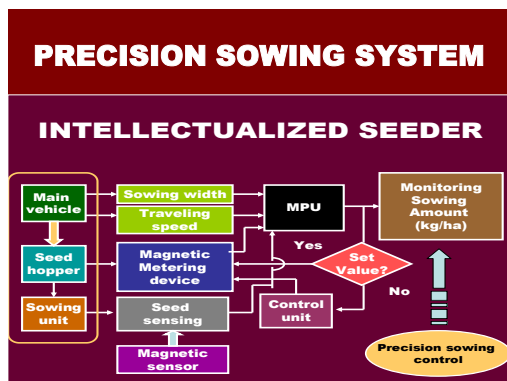 PRECISION SOWING SYSTEM
INTELLECTUALIZED SEEDER
Main
vehicle
Sowing width
Traveling
speed
MPU
Monitoring
Sowing
Amount
(kg/ha)
Seed
hopper
Magnetic
Metering
device
Yes
Set
Value?
No
Sowing
unit
Seed
sensing
Control
unit
Magnetic
sensor
Precision sowing
control